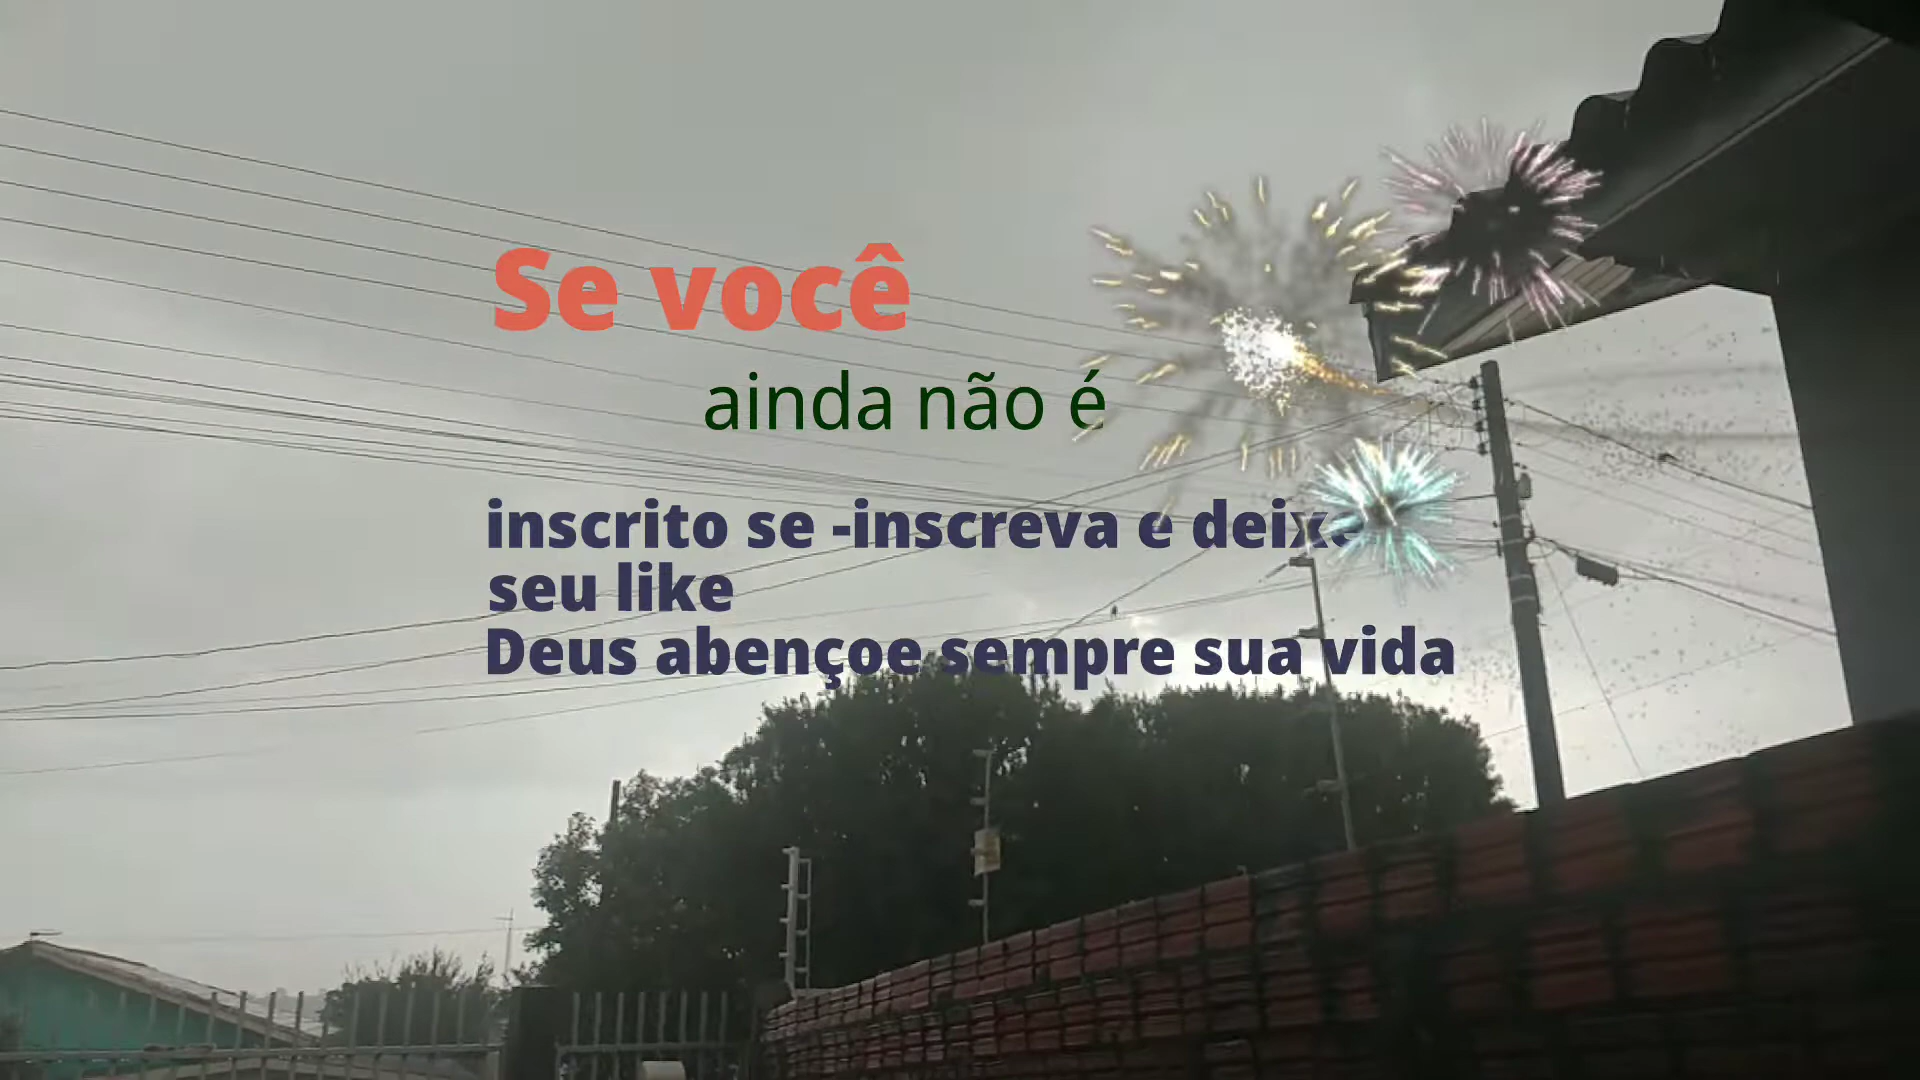 Se você
ainda não é
inscrito se -inscreva e deixe
seu like
Deus abençoe sempre sua vida